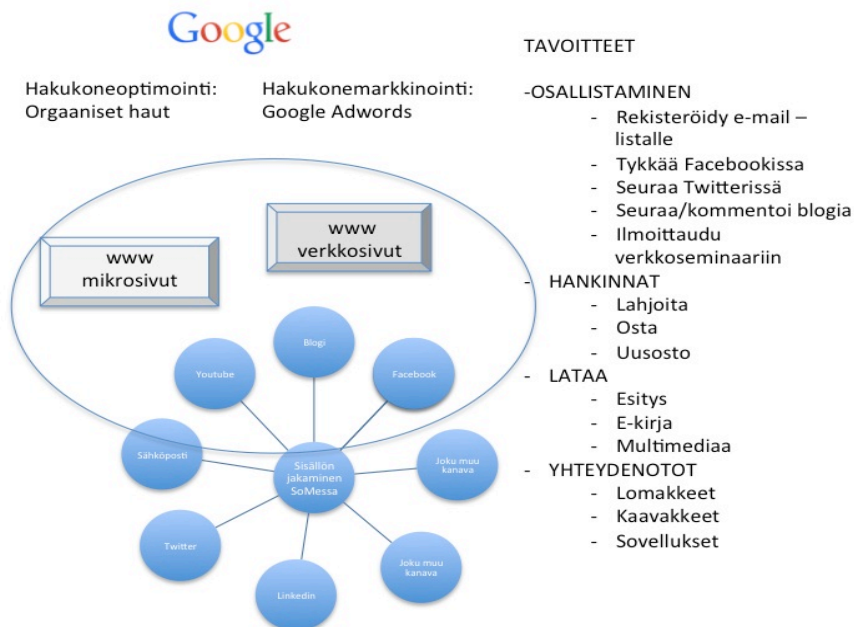 Google
Hakukoneoptimointi:
Orgaaniset haut
Hakukonemarkkinointi:
Google Adwords
www
mikrosivut
www
verkkosivut
Blogi
Youtube
Facebook
Sähköposti
Sisällön
jakaminen
SoMessa
Joku muu
kanava
Twitter
Joku muu
kanava
Linkedin
TAVOITTEET
-OSALLISTAMINEN
- Rekisteröidy e-mail –
listalle
- Tykkää Facebookissa
- Seuraa Twitterissä
- Seuraa/kommentoi blogia
- Ilmoittaudu
verkkoseminaariin
- HANKINNAT
- Lahjoita
- Osta
- Uusosto
- LATAA
- Esitys
- E-kirja
- Multimediaa
- YHTEYDENOTOT
- Lomakkeet
- Kaavakkeet
- Sovellukset